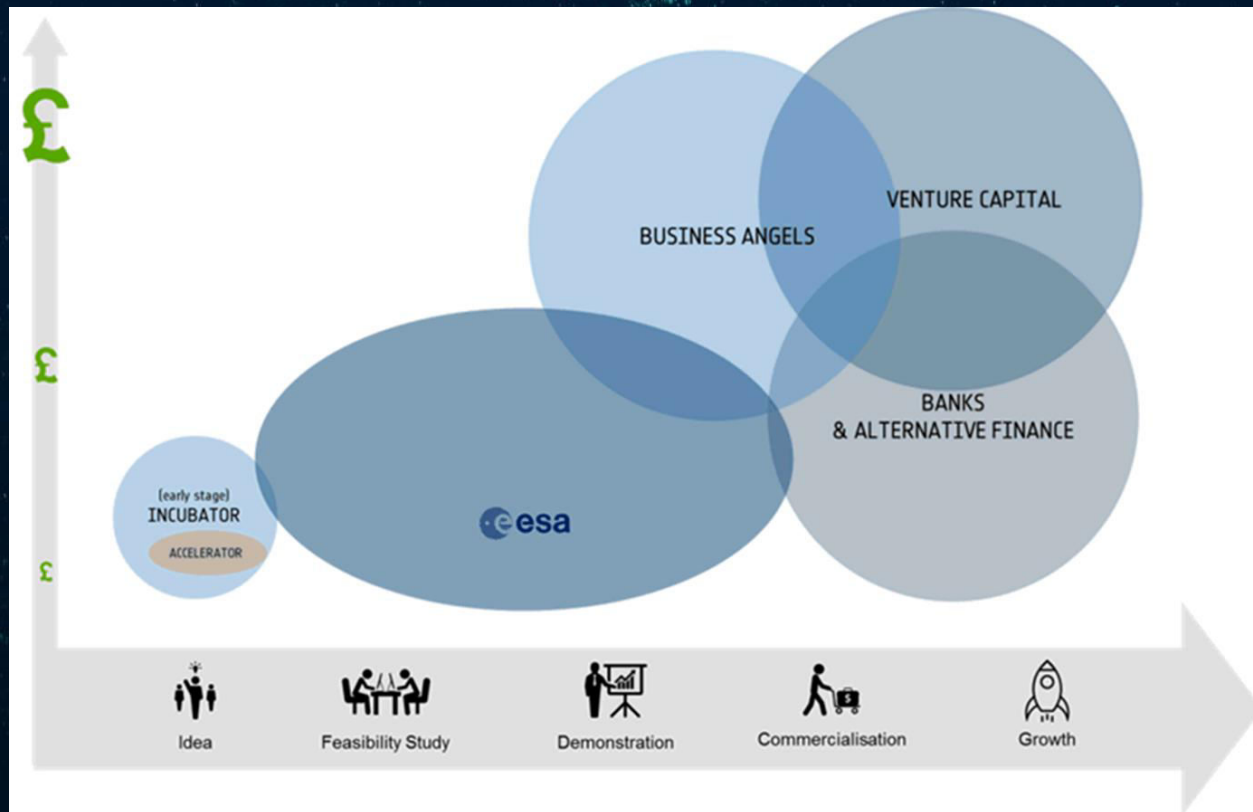 £
£
£
VENTURE CAPITAL
BUSINESS ANGELS
BANKS
& ALTERNATIVE FINANCE
(early stage)
INCUBATOR
ACCELERATOR
esa
Idea
Feasibility Study
Demonstration
Commercialisation
Growth
$